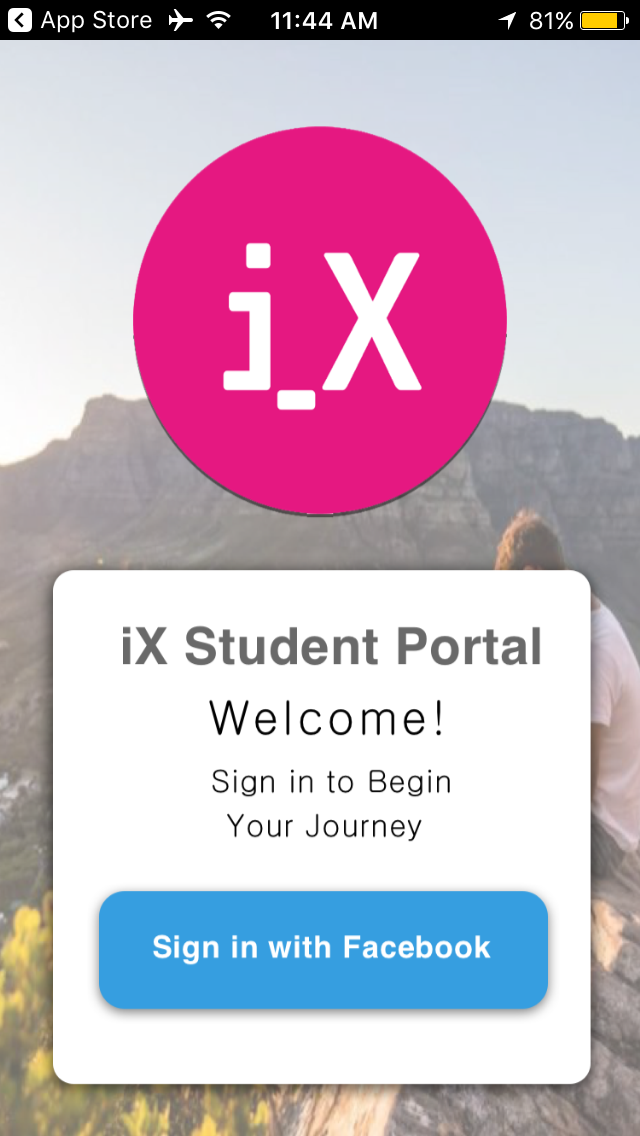 App Store 11:44 AM 81%
i_X
iX Student Portal
Welcome!
Sign in to Begin
Your Journey
Sign in with Facebook